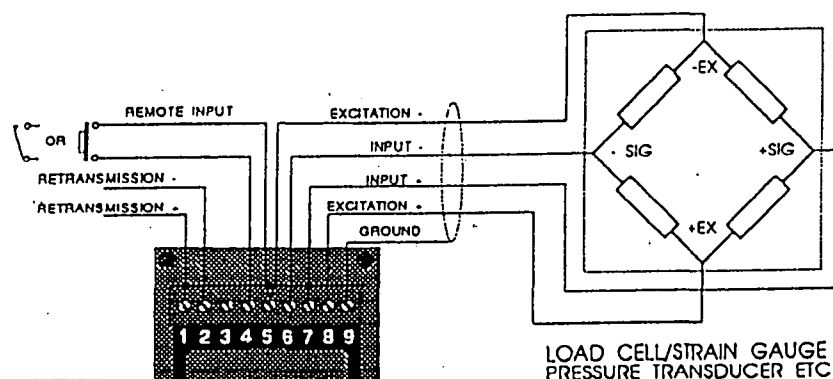 -EX
REMOTE INPUT
EXCITATION -
OR
INPUT -
- SIG
+SIG
RETRANSMISSION -
INPUT +
RETRANSMISSION +
EXCITATION +
+EX
GROUND
1 2 3 4 5 6 7 8 9
LOAD CELL/STRAIN GAUGE
PRESSURE TRANSDUCER ETC